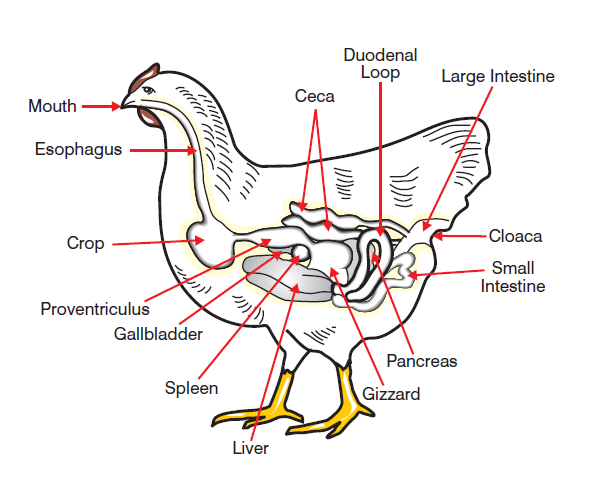 Duodenal
Loop
Large Intestine
Ceca
Mouth
Esophagus
Crop
Cloaca
Small
Intestine
Proventriculus
Gallbladder
Pancreas
Spleen
Gizzard
Liver